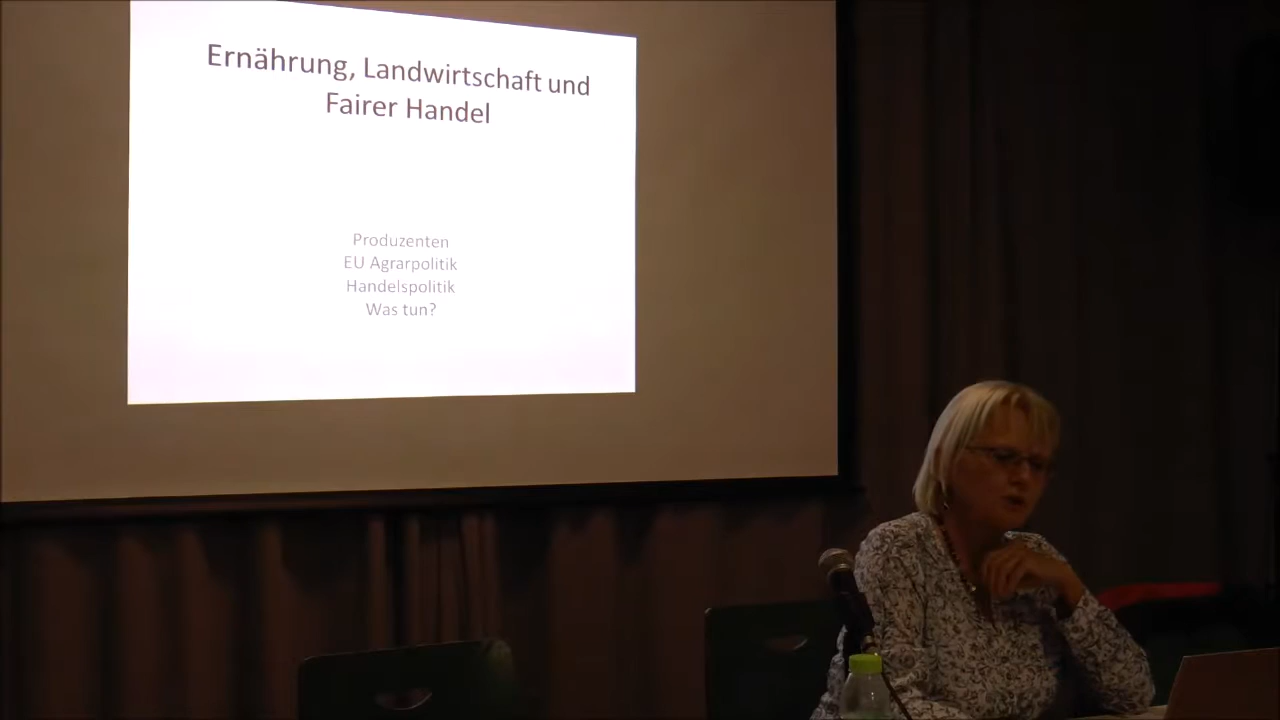 Ernährung, Landwirtschaft und
Fairer Handel
Produzenten
EU Agrarpolitik
Handelspolitik
Was tun?